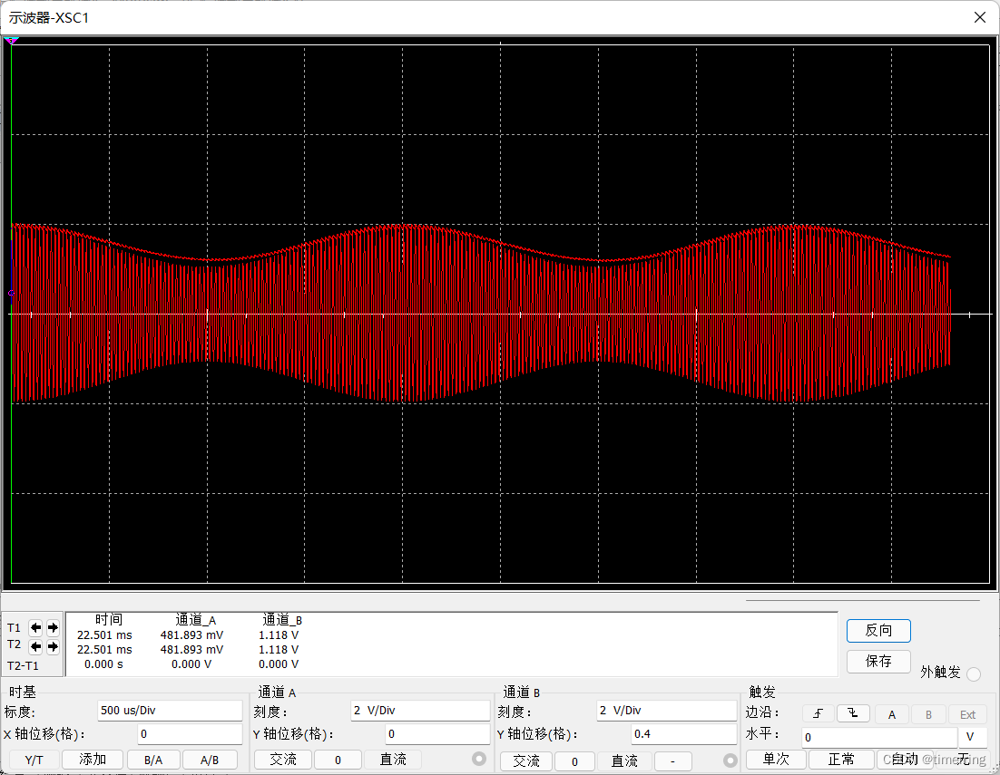 示波器-XSC1
T1
T2
T2-T1
时间 通道_A 通道_B
22.501 ms 481.893 mV 1.118 V
22.501 ms 481.893 mV 1.118 V
0.000 s 0.000 V 0.000 V
反向
保存
外触发
时基
标度: 500 us/Div
X 轴位移(格): 0
Y/T 添加 B/A A/B
通道 A
刻度: 2 V/Div
Y 轴位移(格): 0
交流 0 直流
通道 B
刻度: 2 V/Div
Y 轴位移(格): 0.4
交流 0 直流 -
触发
边沿: A B Ext
水平: 0 V
单次 正常 自动 无
CSDN @timerring